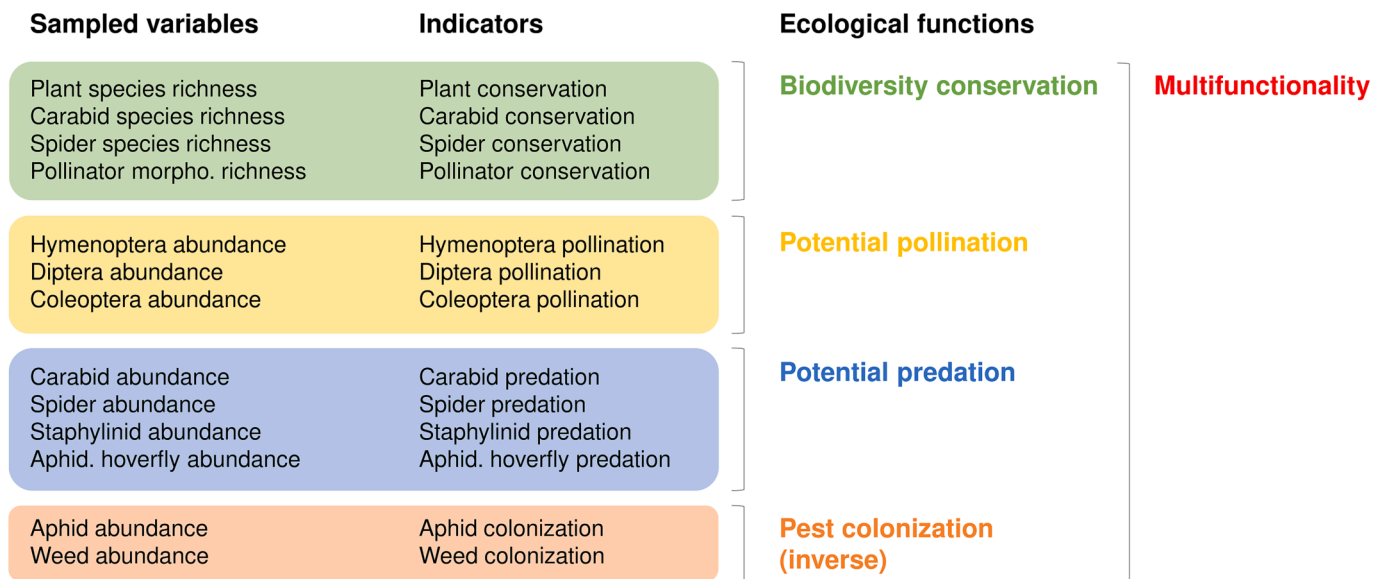 Sampled variables Indicators Ecological functions
Plant species richness Plant conservation Biodiversity conservation Multifunctionality
Carabid species richness Carabid conservation
Spider species richness Spider conservation
Pollinator morpho. richness Pollinator conservation
Hymenoptera abundance Hymenoptera pollination Potential pollination
Diptera abundance Diptera pollination
Coleoptera abundance Coleoptera pollination
Carabid abundance Carabid predation Potential predation
Spider abundance Spider predation
Staphylinid abundance Staphylinid predation
Aphid. hoverfly abundance Aphid. hoverfly predation
Aphid abundance Aphid colonization Pest colonization
Weed abundance Weed colonization (inverse)